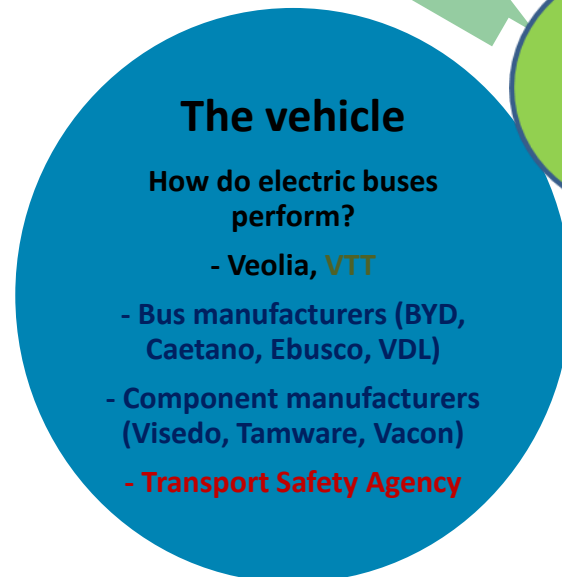 The vehicle
How do electric buses
perform?
- Veolia, VTT
- Bus manufacturers (BYD,
Caetano, Ebusco, VDL)
- Component manufacturers
(Visedo, Tamware, Vacon)
- Transport Safety Agency